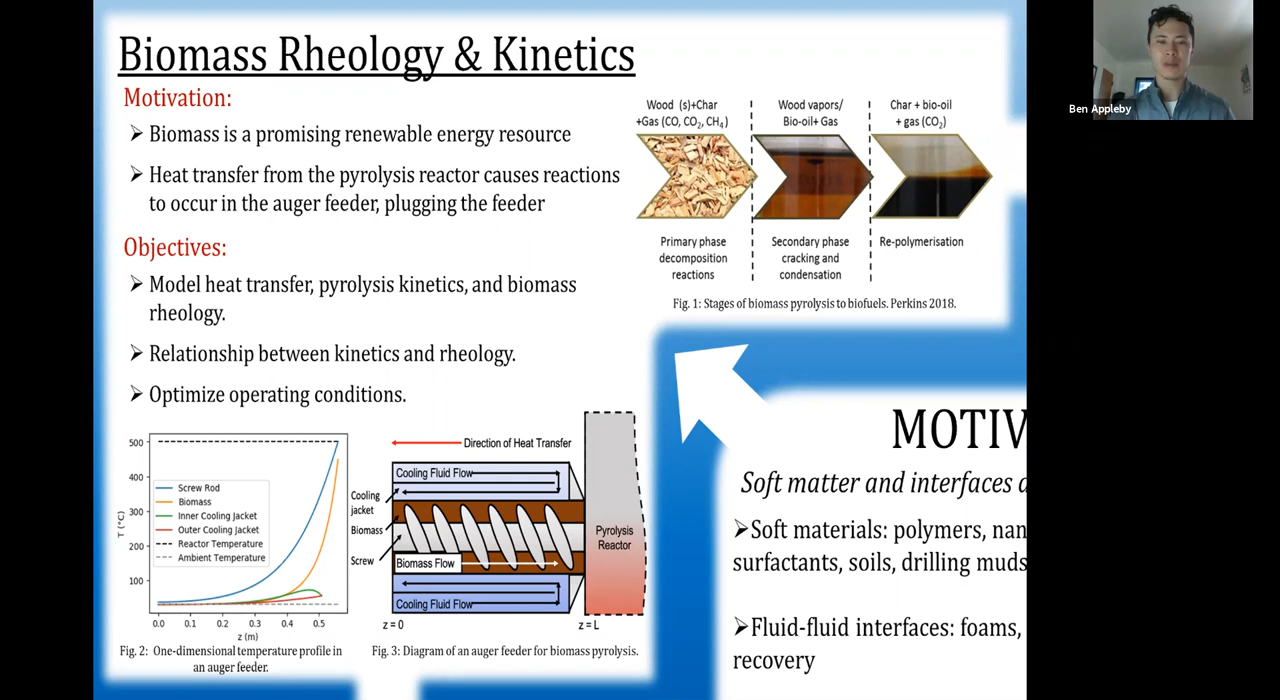 Biomass Rheology & Kinetics
Motivation:
➢ Biomass is a promising renewable energy resource
➢ Heat transfer from the pyrolysis reactor causes reactions
to occur in the auger feeder, plugging the feeder
Objectives:
➢ Model heat transfer, pyrolysis kinetics, and biomass
rheology.
➢ Relationship between kinetics and rheology.
➢ Optimize operating conditions.
Wood (s)+Char
+Gas (CO, CO₂, CH₄)
Wood vapors/
Bio-oil+ Gas
Char + bio-oil
+ gas (CO₂)
Primary phase
decomposition
reactions
Secondary phase
cracking and
condensation
Re-polymerisation
Fig. 1: Stages of biomass pyrolysis to biofuels. Perkins 2018.
Ben Appleby
T (°C)
500
400
300
200
100
Screw Rod
Biomass
Inner Cooling Jacket
Outer Cooling Jacket
Reactor Temperature
Ambient Temperature
0.0 0.1 0.2 0.3 0.4 0.5
z (m)
Fig. 2: One-dimensional temperature profile in
an auger feeder.
Direction of Heat Transfer
Cooling Fluid Flow
Cooling
jacket
Biomass
Screw
Biomass Flow
Cooling Fluid Flow
Pyrolysis
Reactor
z = 0
z = L
Fig. 3: Diagram of an auger feeder for biomass pyrolysis.
MOTIV
Soft matter and interfaces a
➢Soft materials: polymers, nan
surfactants, soils, drilling muds
➢Fluid-fluid interfaces: foams,
recovery